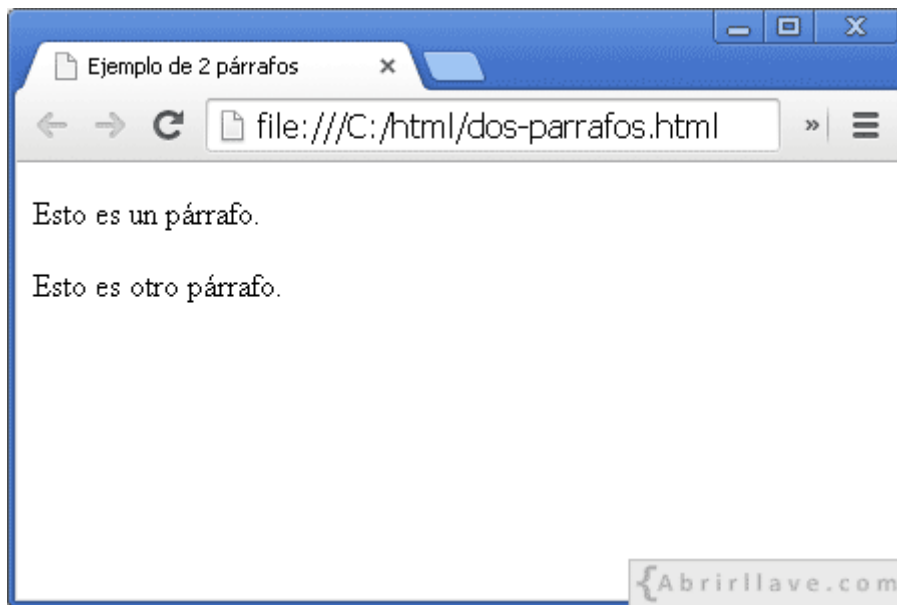 Ejemplo de 2 párrafos
file:///C:/html/dos-parrafos.html
Esto es un párrafo.
Esto es otro párrafo.
{Abrirllave.com